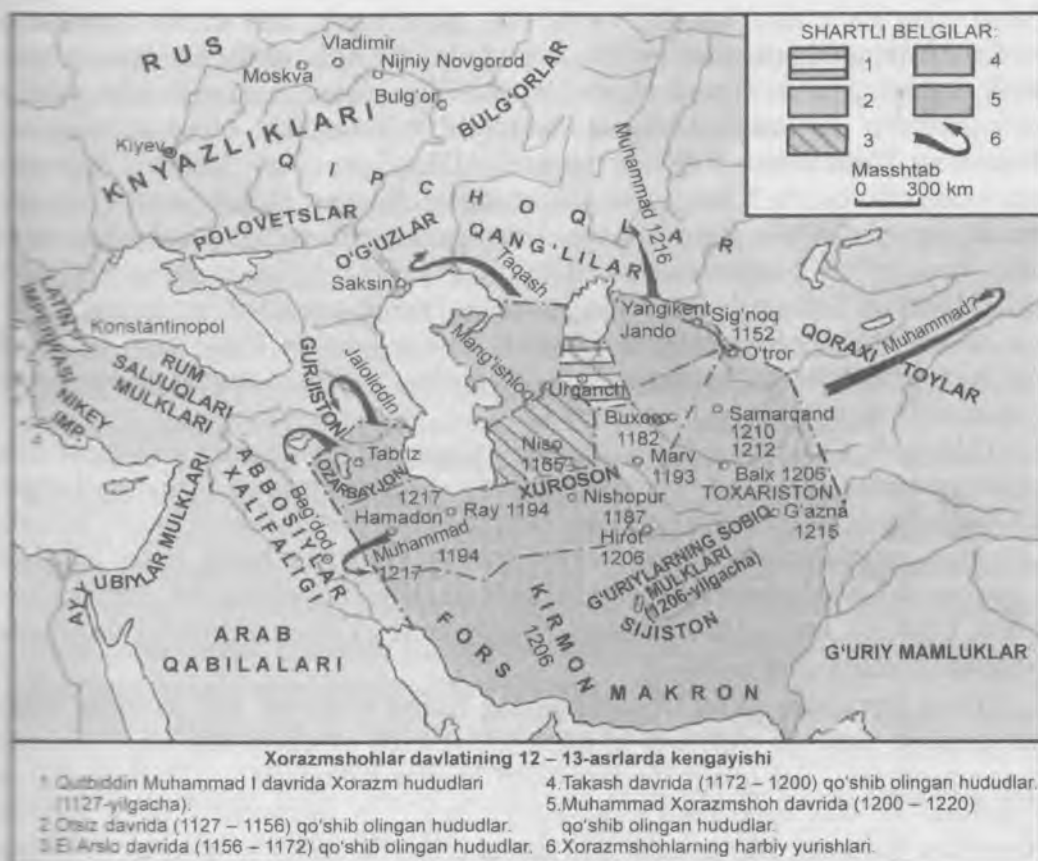 SHARTLI BELGILAR:
1
4
2
5
3
6
Masshtab
0 300 km
RUS
KNYAZLIKLARI
Vladimir
Moskva
Nijniy Novgorod
Bulg'or
BULG'ORLAR
Kiyev
QIPCHOQLAR
POLOVETSLAR
O'G'UZLAR
QANG'LILAR
Muhammad 1216
Saksin
Taqash
LATIN
IMPERIYASI
NIKEY
IMP.
Konstantinopol
RUM
SALJUQLARI
MULKLARI
GURJISTON
Jaloliddin
Mang'ishloq
Urganch
Yangikent
Jand
Sig'noq
1152
O'tror
QORAXI
TOYLAR
Muhammad?
Buxoro
1182
Samarqand
1210
1212
Niso
Marv
1193
Balx 1206
XUROSON
TOXARISTON
Tabriz
OZARBAYJON
1217
Hamadon
Ray 1194
Nishopur
1187
Hirot
1206
G'azna
1215
Muhammad
1217
1194
Bag'dod
ABBOSIYLAR
XALIFALIGI
AYYUBIYLAR MULKLARI
G'URIYLARNING SOBIQ
MULKLARI
(1206-yilgacha)
SIJISTON
ARAB
QABILALARI
FORS
KIRMON
1206
MAKRON
G'URIY MAMLUKLAR
Xorazmshohlar davlatining 12 – 13-asrlarda kengayishi
1 Qutbiddin Muhammad I davrida Xorazm hududlari
(1127-yilgacha).
2 Otsiz davrida (1127 – 1156) qo'shib olingan hududlar.
3 El Arslo davrida (1156 – 1172) qo'shib olingan hududlar.
4.Takash davrida (1172 – 1200) qo'shib olingan hududlar.
5.Muhammad Xorazmshoh davrida (1200 – 1220)
qo'shib olingan hududlar.
6.Xorazmshohlarning harbiy yurishlari.